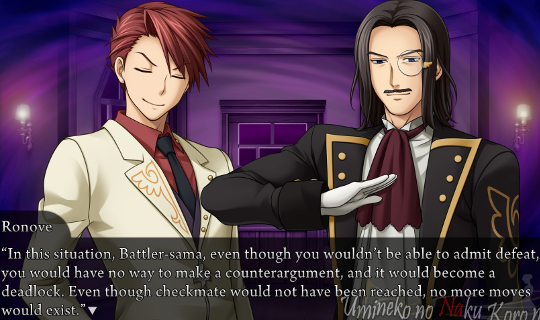 Ronove
“In this situation, Battler-sama, even though you wouldn't be able to admit defeat,
you would have no way to make a counterargument, and it would become a
deadlock. Even though checkmate would not have been reached, no more moves
would exist.”
Umineko no Naku Koro n